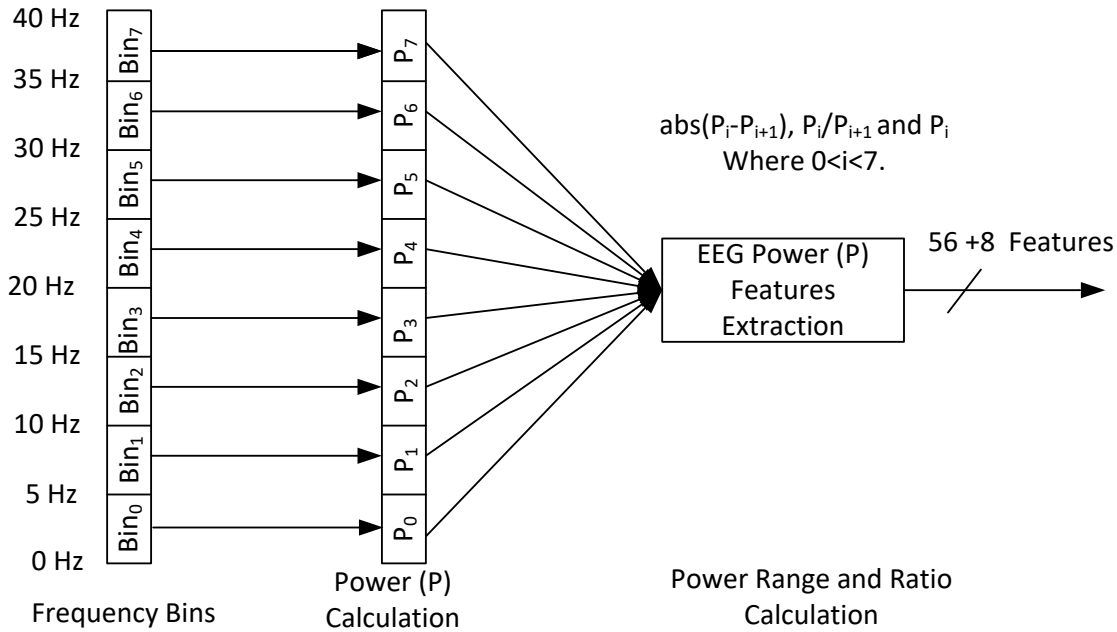 40 Hz
35 Hz
30 Hz
25 Hz
20 Hz
15 Hz
10 Hz
5 Hz
0 Hz
Bin₇
Bin₆
Bin₅
Bin₄
Bin₃
Bin₂
Bin₁
Bin₀
Frequency Bins
P₇
P₆
P₅
P₄
P₃
P₂
P₁
P₀
Power (P)
Calculation
abs(Pᵢ-Pᵢ₊₁), Pᵢ/Pᵢ₊₁ and Pᵢ
Where 0<i<7.
EEG Power (P)
Features
Extraction
56 +8 Features
Power Range and Ratio
Calculation